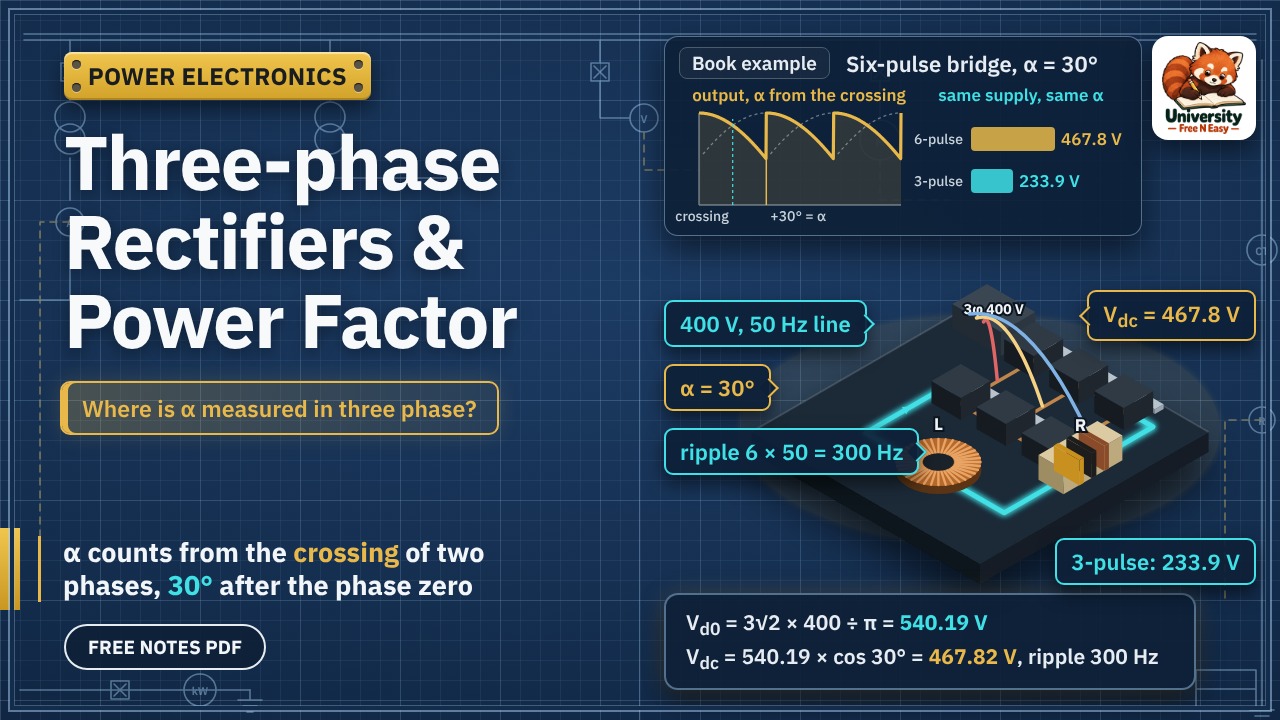 POWER ELECTRONICS
Three-phase
Rectifiers &
Power Factor
Where is α measured in three phase?
α counts from the crossing of two
phases, 30° after the phase zero
FREE NOTES PDF
kW
V
Book example
Six-pulse bridge, α = 30°
output, α from the crossing
same supply, same α
6-pulse
467.8 V
3-pulse
233.9 V
crossing
+30° = α
University
Free N Easy
400 V, 50 Hz line
α = 30°
ripple 6 × 50 = 300 Hz
3φ 400 V
L
R
Vdc = 467.8 V
3-pulse: 233.9 V
Vd0 = 3√2 × 400 ÷ π = 540.19 V
Vdc = 540.19 × cos 30° = 467.82 V, ripple 300 Hz